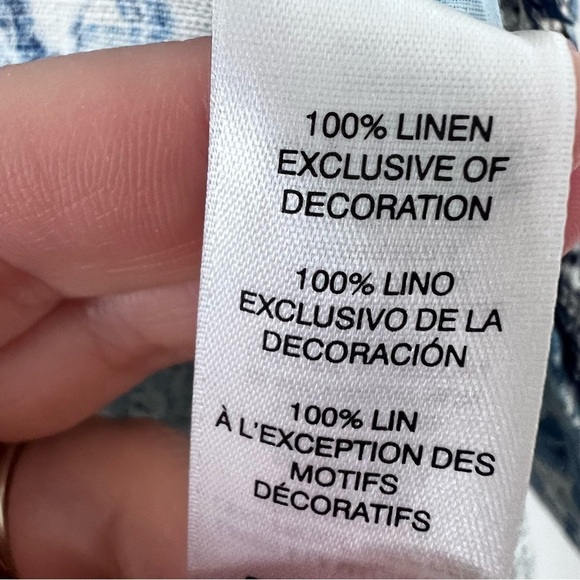 100% LINEN
EXCLUSIVE OF
DECORATION
100% LINO
EXCLUSIVO DE LA
DECORACIÓN
100% LIN
À L'EXCEPTION DES
MOTIFS
DÉCORATIFS